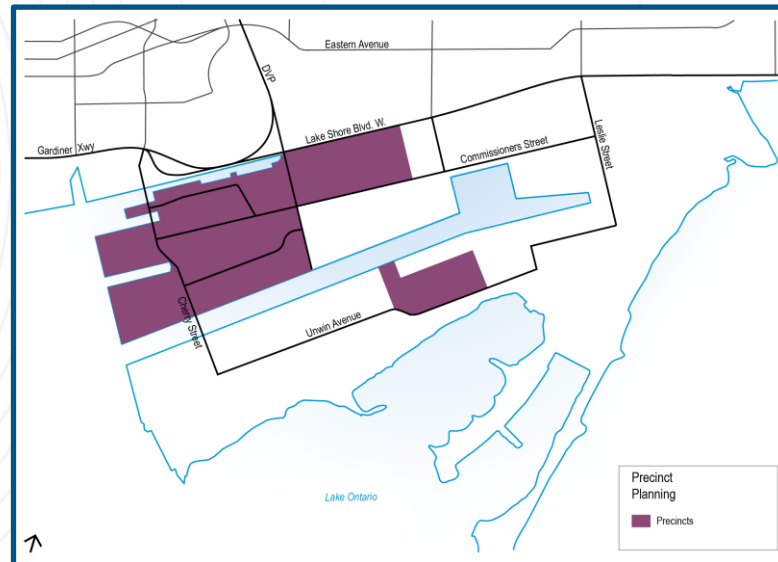 Eastern Avenue
DVP
Lake Shore Blvd. W.
Gardiner Xwy
Commissioners Street
Leslie Street
Cherry Street
Unwin Avenue
Lake Ontario
Precinct
Planning
Precincts